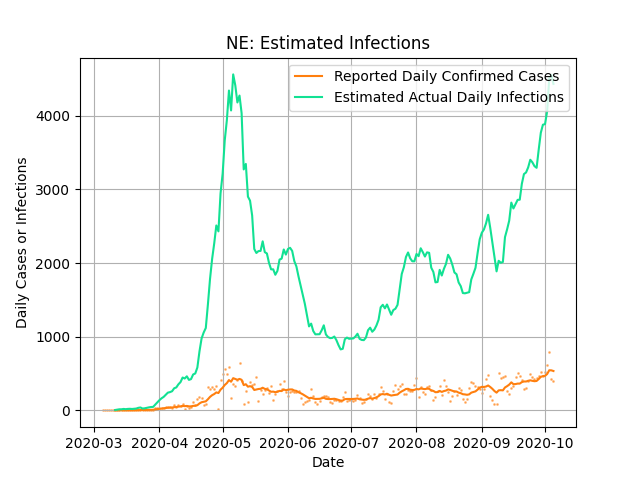 NE: Estimated Infections
Reported Daily Confirmed Cases
Estimated Actual Daily Infections
Daily Cases or Infections
4000
3000
2000
1000
0
2020-03 2020-04 2020-05 2020-06 2020-07 2020-08 2020-09 2020-10
Date